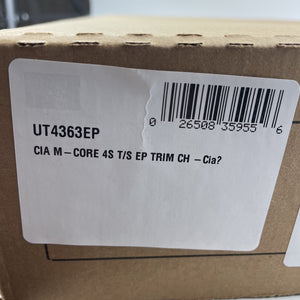 0 26508 35955 6
UT4363EP
CIA M-CORE 4S T/S EP TRIM CH -Cia?